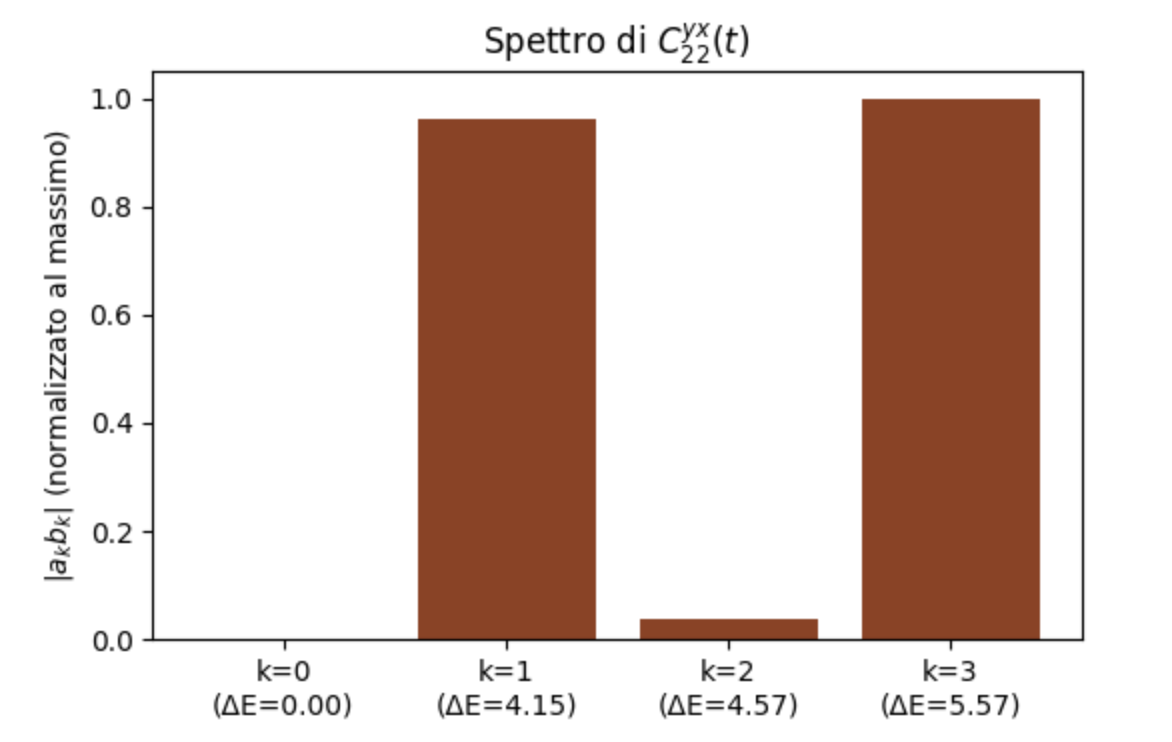 Spettro di $C_{22}^{yx}(t)$
|a_k b_k| (normalizzato al massimo)
1.0
0.8
0.6
0.4
0.2
0.0
k=0 k=1 k=2 k=3
(ΔE=0.00) (ΔE=4.15) (ΔE=4.57) (ΔE=5.57)